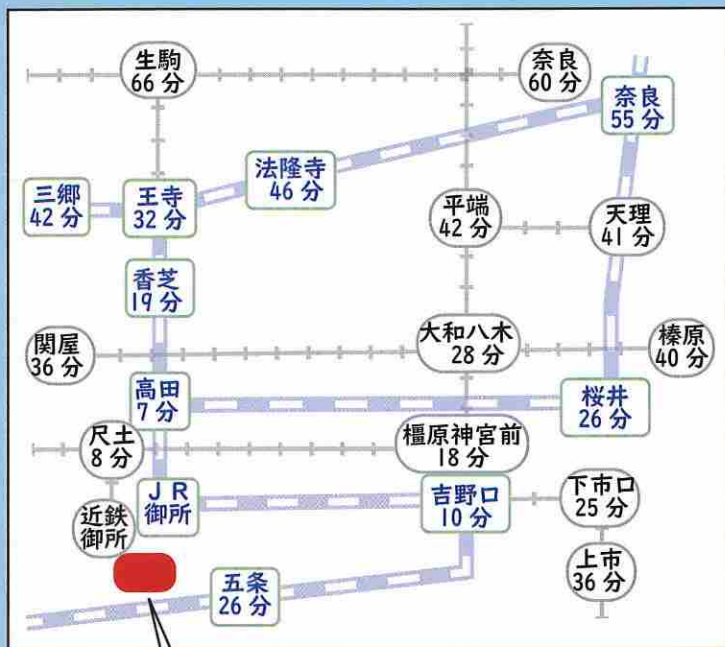 生駒
66分
奈良
60分
奈良
55分
法隆寺
46分
三郷
42分
王寺
32分
平端
42分
天理
41分
香芝
19分
関屋
36分
大和八木
28分
榛原
40分
高田
7分
桜井
26分
尺土
8分
橿原神宮前
18分
JR
御所
吉野口
10分
下市口
25分
近鉄
御所
上市
36分
五条
26分